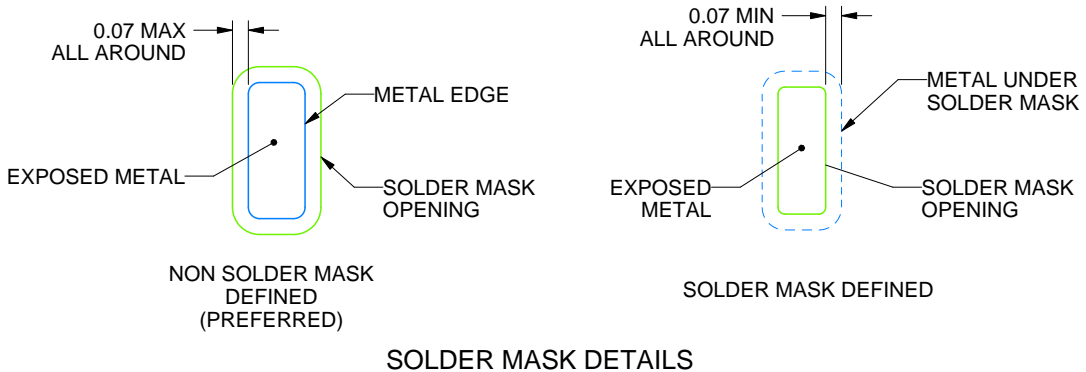 0.07 MAX
ALL AROUND
METAL EDGE
EXPOSED METAL
SOLDER MASK
OPENING
NON SOLDER MASK
DEFINED
(PREFERRED)
0.07 MIN
ALL AROUND
METAL UNDER
SOLDER MASK
EXPOSED
METAL
SOLDER MASK
OPENING
SOLDER MASK DEFINED
SOLDER MASK DETAILS